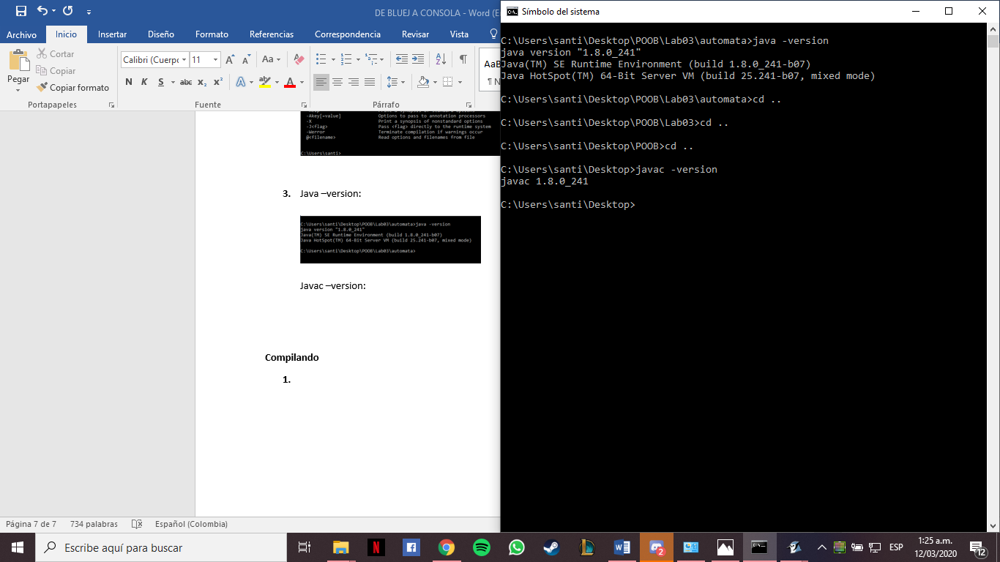 DE BLUEJ A CONSOLA - Word (E
Archivo
Inicio
Insertar
Diseño
Formato
Referencias
Correspondencia
Revisar
Vista
Pegar
Cortar
Copiar
Copiar formato
Portapapeles
Calibri (Cuerpo
11
Aa
N K S abc x₂ x²
Fuente
Párrafo
AaB
¶ N
-Akey[=value] Options to pass to annotation processors
-X Print a synopsis of nonstandard options
-J<flag> Pass <flag> directly to the runtime system
-Werror Terminate compilation if warnings occur
@<filename> Read options and filenames from file
C:\Users\santi>
3. Java –version:
C:\Users\santi\Desktop\POOB\Lab03\automata>java -version
java version "1.8.0_241"
Java(TM) SE Runtime Environment (build 1.8.0_241-b07)
Java HotSpot(TM) 64-Bit Server VM (build 25.241-b07, mixed mode)
C:\Users\santi\Desktop\POOB\Lab03\automata>
Javac –version:
Compilando
1.
Página 7 de 7
734 palabras
Español (Colombia)
Símbolo del sistema
C:\Users\santi\Desktop\POOB\Lab03\automata>java -version
java version "1.8.0_241"
Java(TM) SE Runtime Environment (build 1.8.0_241-b07)
Java HotSpot(TM) 64-Bit Server VM (build 25.241-b07, mixed mode)
C:\Users\santi\Desktop\POOB\Lab03\automata>cd ..
C:\Users\santi\Desktop\POOB\Lab03>cd ..
C:\Users\santi\Desktop\POOB>cd ..
C:\Users\santi\Desktop>javac -version
javac 1.8.0_241
C:\Users\santi\Desktop>
Escribe aquí para buscar
2
ESP
1:25 a.m.
12/03/2020
12